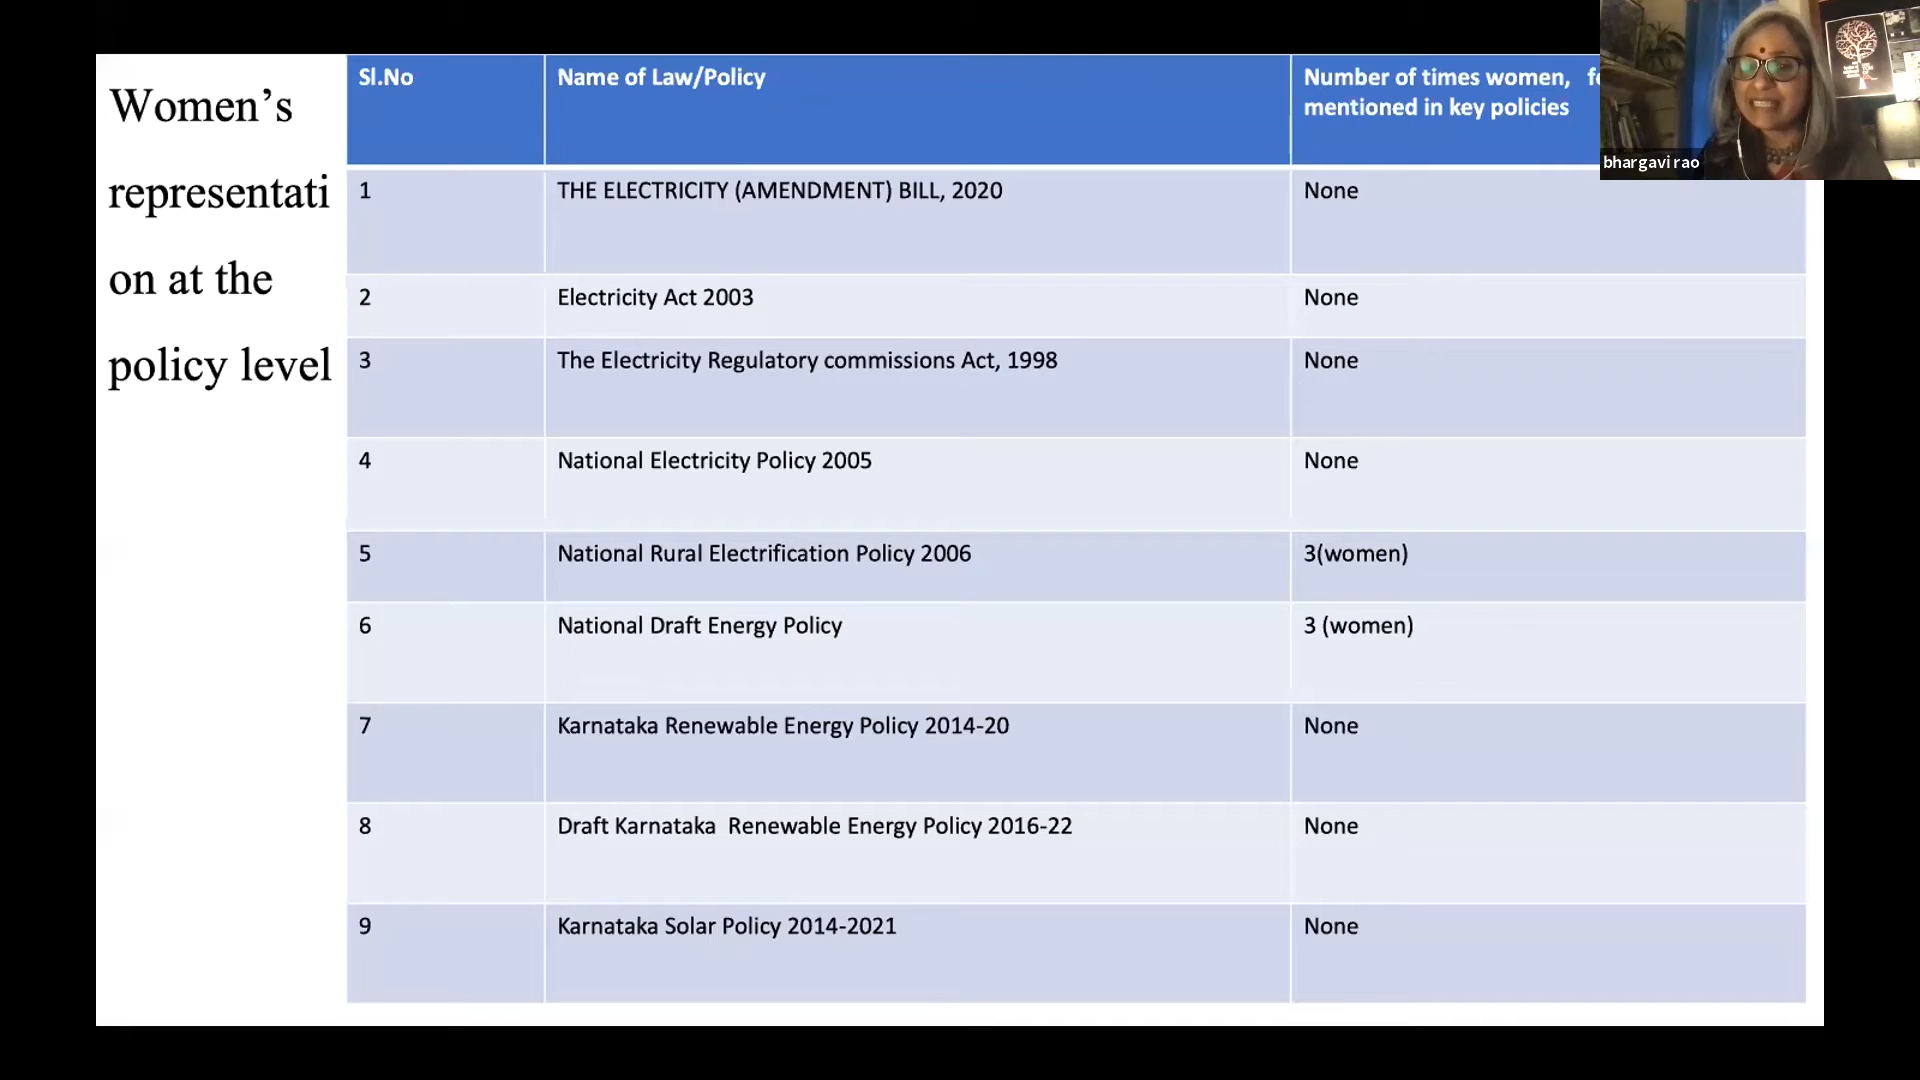 Women's
representati
on at the
policy level
Sl.No
Name of Law/Policy
Number of times women,
mentioned in key policies
1
THE ELECTRICITY (AMENDMENT) BILL, 2020
None
2
Electricity Act 2003
None
3
The Electricity Regulatory commissions Act, 1998
None
4
National Electricity Policy 2005
None
5
National Rural Electrification Policy 2006
3(women)
6
National Draft Energy Policy
3 (women)
7
Karnataka Renewable Energy Policy 2014-20
None
8
Draft Karnataka  Renewable Energy Policy 2016-22
None
9
Karnataka Solar Policy 2014-2021
None
bhargavi rao